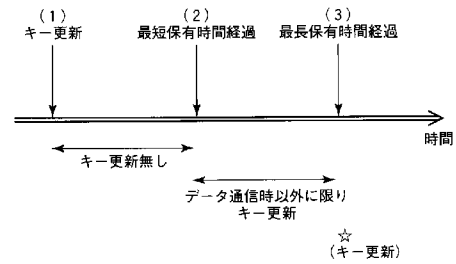 (1)
キー更新
(2)
最短保有時間経過
(3)
最長保有時間経過
時間
キー更新無し
データ通信時以外に限り
キー更新
☆
(キー更新)